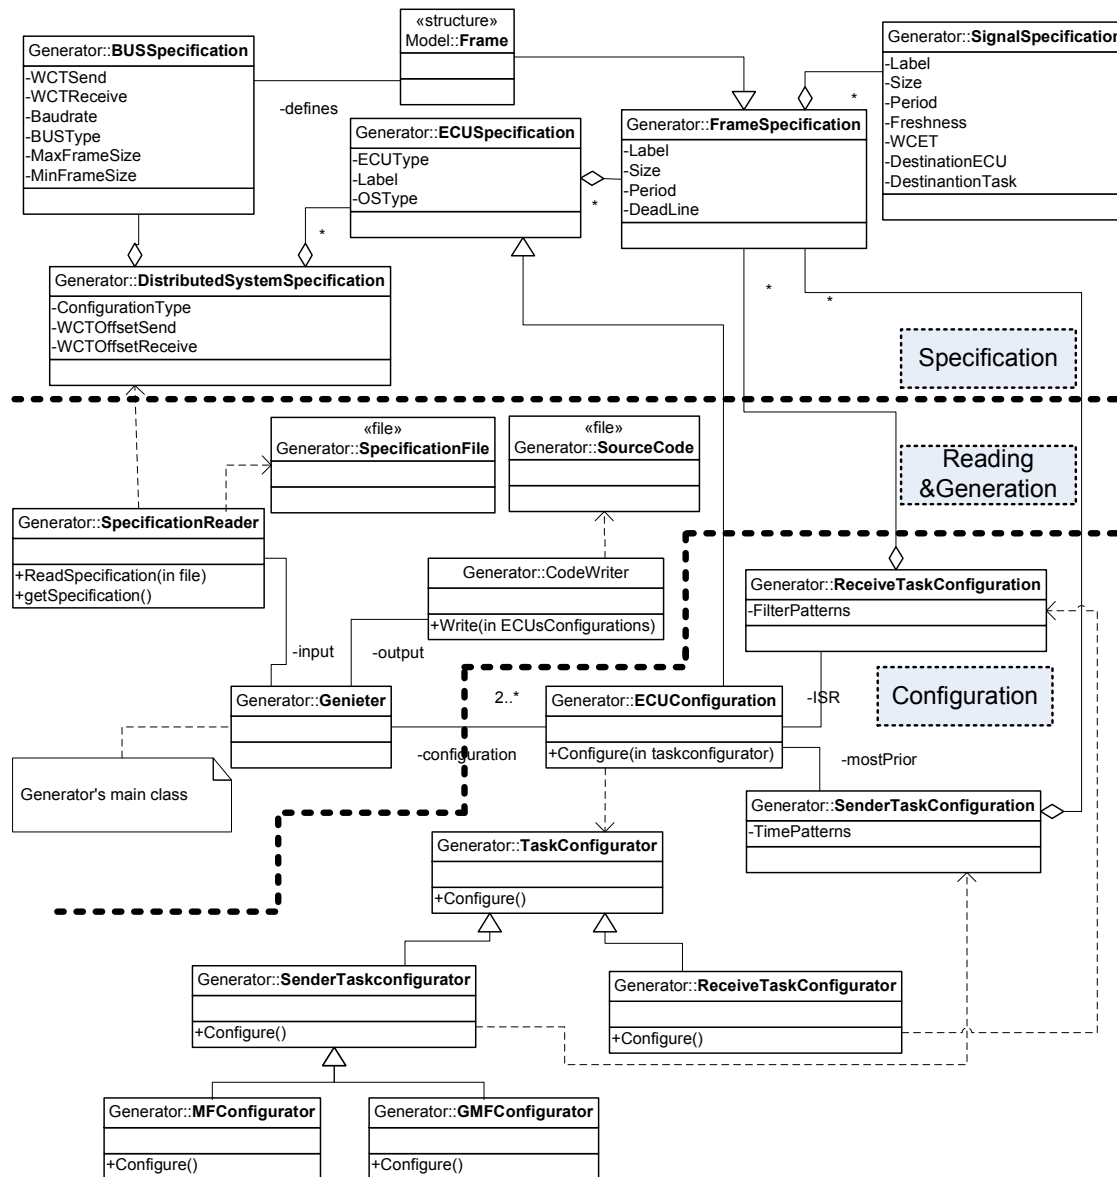 «structure»
Model::Frame
Generator::BUSSpecification
-WCTSend
-WCTReceive
-Baudrate
-BUSType
-MaxFrameSize
-MinFrameSize
-defines
Generator::SignalSpecification
-Label
-Size
-Period
-Freshness
-WCET
-DestinationECU
-DestinantionTask
*
Generator::ECUSpecification
-ECUType
-Label
-OSType
*
*
Generator::FrameSpecification
-Label
-Size
-Period
-DeadLine
*
*
Generator::DistributedSystemSpecification
-ConfigurationType
-WCTOffsetSend
-WCTOffsetReceive
Specification
«file»
Generator::SpecificationFile
«file»
Generator::SourceCode
Reading
&Generation
Generator::SpecificationReader
+ReadSpecification(in file)
+getSpecification()
Generator::CodeWriter
+Write(in ECUsConfigurations)
Generator::ReceiveTaskConfiguration
-FilterPatterns
-input
-output
Generator::Genieter
2..*
-configuration
Generator::ECUConfiguration
+Configure(in taskconfigurator)
-ISR
Configuration
-mostPrior
Generator's main class
Generator::SenderTaskConfiguration
-TimePatterns
Generator::TaskConfigurator
+Configure()
Generator::SenderTaskconfigurator
+Configure()
Generator::ReceiveTaskConfigurator
+Configure()
Generator::MFConfigurator
+Configure()
Generator::GMFConfigurator
+Configure()